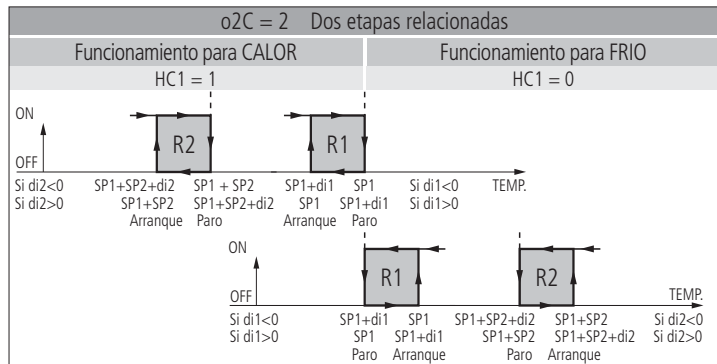 o2C = 2 Dos etapas relacionadas
Funcionamiento para CALOR Funcionamiento para FRIO
HC1 = 1 HC1 = 0
ON
R2 R1
OFF
Si di2<0 SP1+SP2+di2 SP1 + SP2 SP1+di1 SP1 Si di1<0 TEMP.
Si di2>0 SP1+SP2 SP1+SP2+di2 SP1 SP1+di1 Si di1>0
Arranque Paro Arranque Paro
ON
R1 R2
OFF TEMP.
Si di1<0 SP1+di1 SP1 SP1+SP2+di2 SP1+SP2 Si di2<0
Si di1>0 SP1 SP1+di1 SP1+SP2 SP1+SP2+di2 Si di2>0
Paro Arranque Paro Arranque